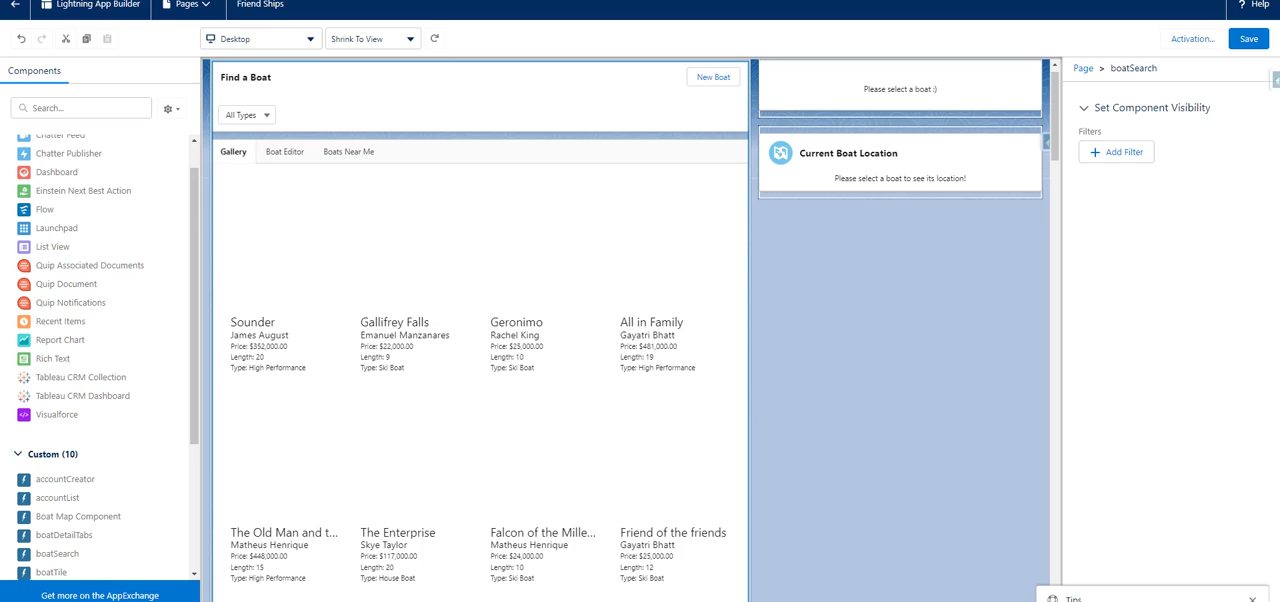 Lightning App Builder
Pages
Friend Ships
? Help
Desktop
Shrink To View
Activation...
Save
Components
Search...
Chatter Feed
Chatter Publisher
Dashboard
Einstein Next Best Action
Flow
Launchpad
List View
Quip Associated Documents
Quip Document
Quip Notifications
Recent Items
Report Chart
Rich Text
Tableau CRM Collection
Tableau CRM Dashboard
Visualforce
Custom (10)
accountCreator
accountList
Boat Map Component
boatDetailTabs
boatSearch
boatTile
Get more on the AppExchange
Find a Boat
New Boat
All Types
Gallery Boat Editor Boats Near Me
Sounder
James August
Price: $352,000.00
Length: 20
Type: High Performance
Gallifrey Falls
Emanuel Manzanares
Price: $22,000.00
Length: 9
Type: Ski Boat
Geronimo
Rachel King
Price: $25,000.00
Length: 10
Type: Ski Boat
All in Family
Gayatri Bhatt
Price: $481,000.00
Length: 19
Type: High Performance
The Old Man and t...
Matheus Henrique
Price: $448,000.00
Length: 15
Type: High Performance
The Enterprise
Skye Taylor
Price: $117,000.00
Length: 20
Type: House Boat
Falcon of the Mille...
Matheus Henrique
Price: $24,000.00
Length: 10
Type: Ski Boat
Friend of the friends
Gayatri Bhatt
Price: $25,000.00
Length: 12
Type: Ski Boat
Please select a boat :)
Current Boat Location
Please select a boat to see its location!
Page > boatSearch
Set Component Visibility
Filters
+ Add Filter
Tips